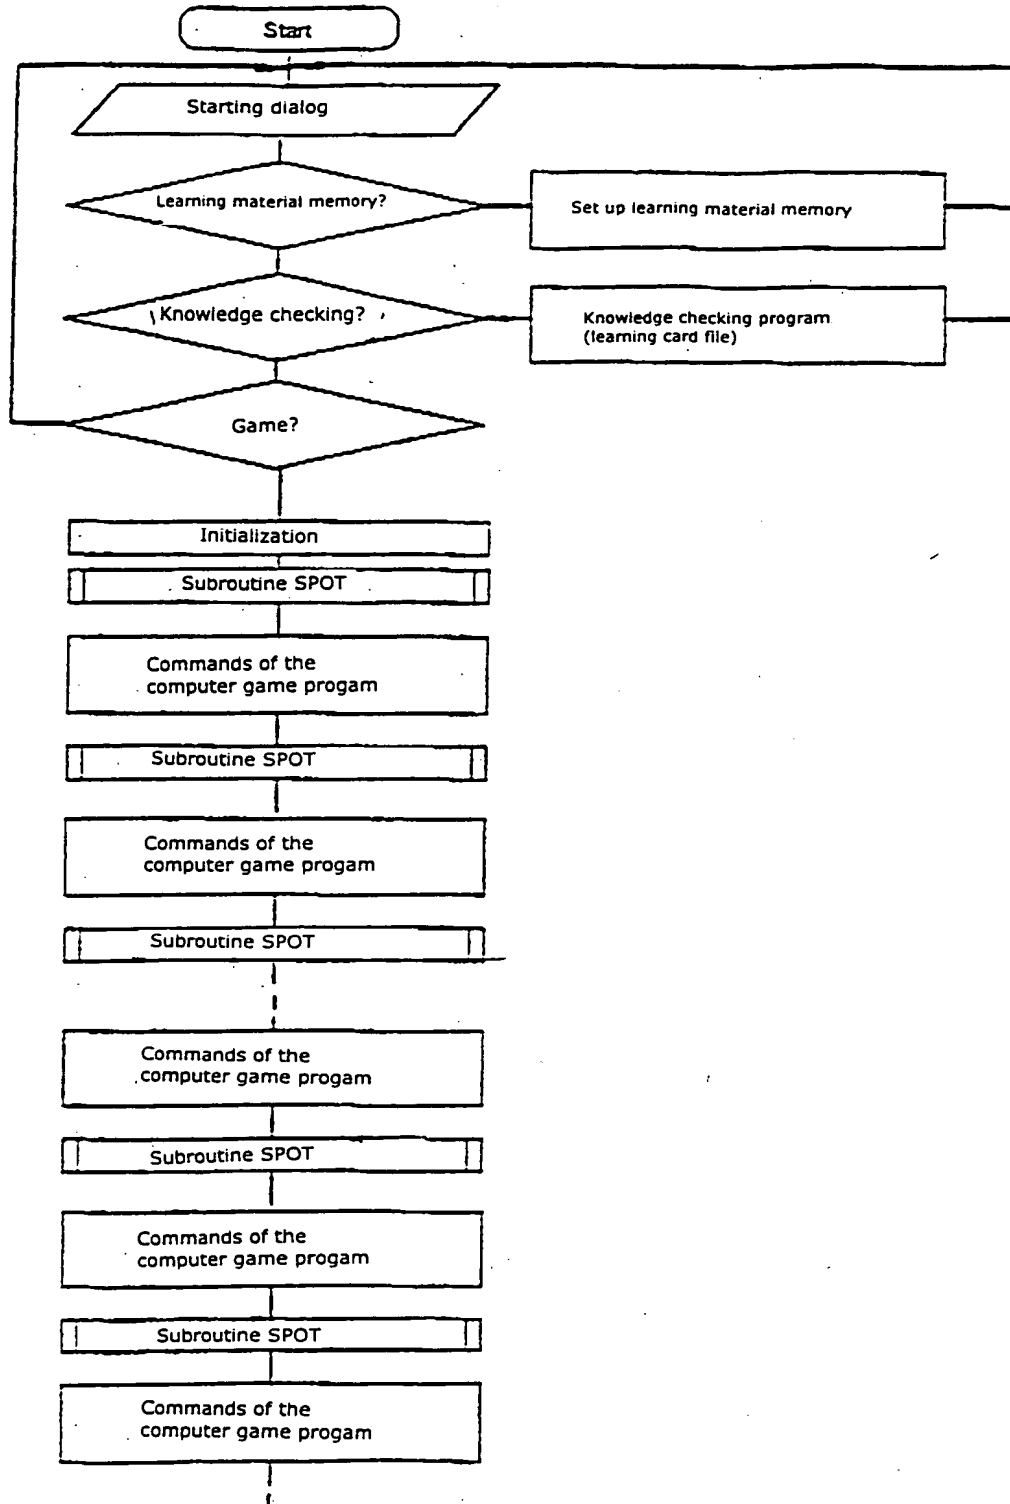 Start
Starting dialog
Learning material memory?
Set up learning material memory
Knowledge checking?
Knowledge checking program
(learning card file)
Game?
Initialization
Subroutine SPOT
Commands of the
computer game progam
Subroutine SPOT
Commands of the
computer game progam
Subroutine SPOT
Commands of the
computer game progam
Subroutine SPOT
Commands of the
computer game progam
Subroutine SPOT
Commands of the
computer game progam